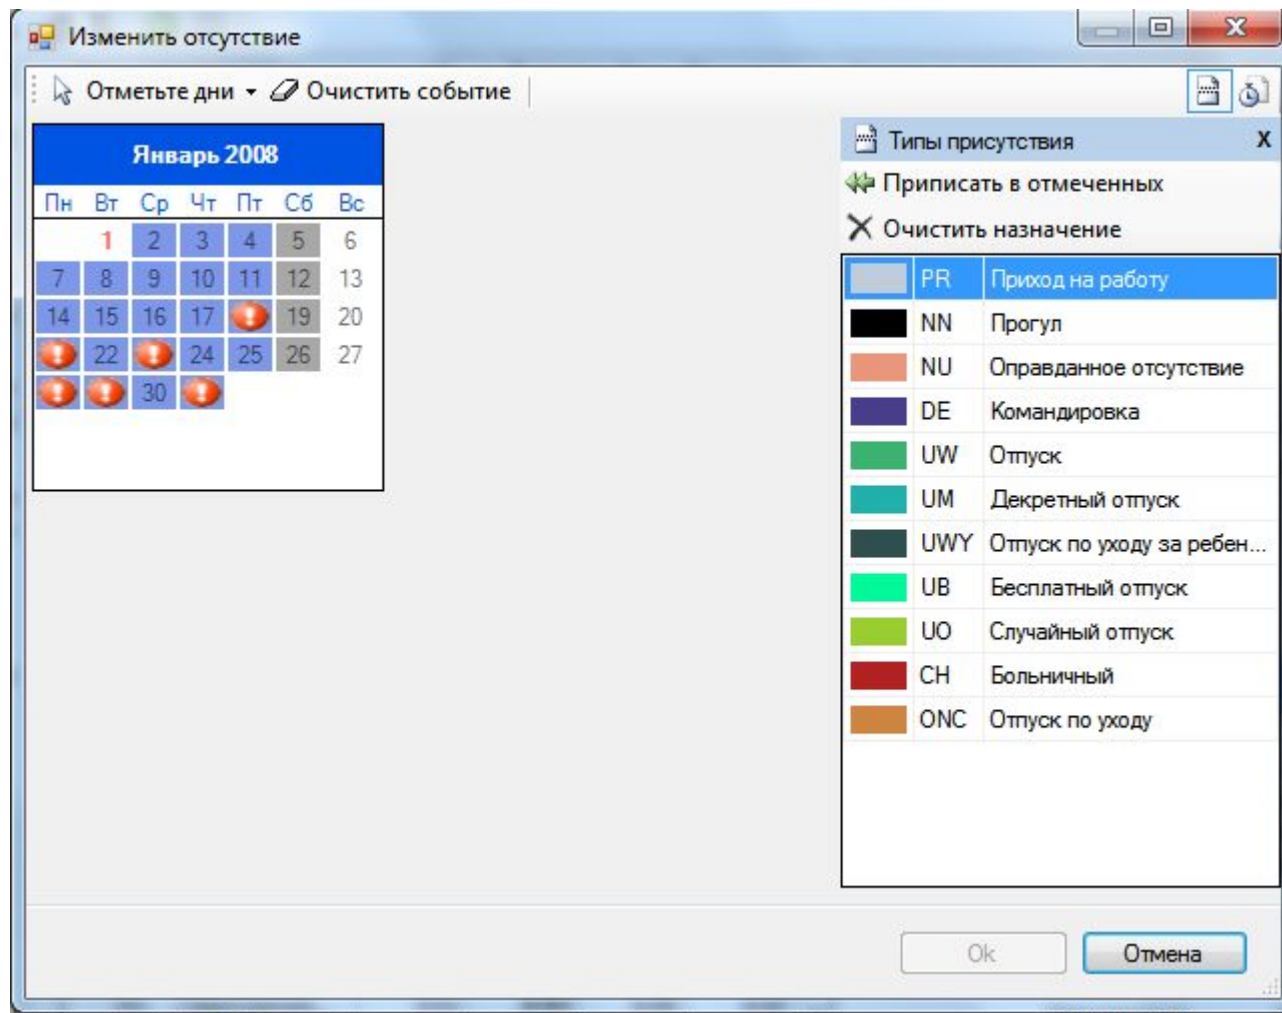 Изменить отсутствие
Отметьте дни Очистить событие
Январь 2008
Пн Вт Ср Чт Пт Сб Вс
1 2 3 4 5 6
7 8 9 10 11 12 13
14 15 16 17 19 20
22 24 25 26 27
30
Типы присутствия X
Приписать в отмеченных
Очистить назначение
PR Приход на работу
NN Прогул
NU Оправданное отсутствие
DE Командировка
UW Отпуск
UM Декретный отпуск
UWY Отпуск по уходу за ребен...
UB Бесплатный отпуск
UO Случайный отпуск
CH Больничный
ONC Отпуск по уходу
Ok Отмена